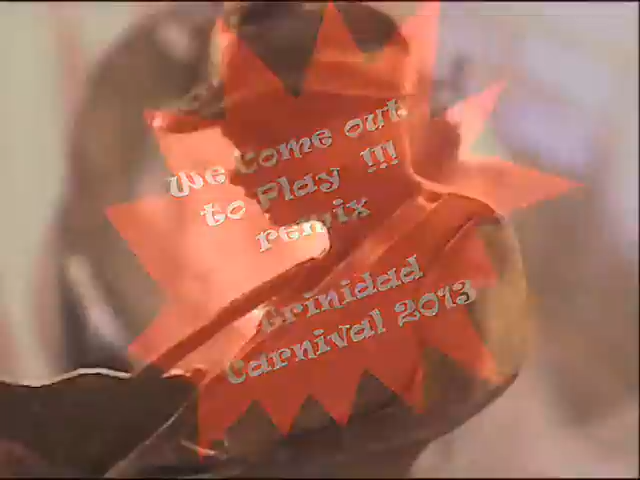 We come out
to Play !!!
remix
Trinidad
Carnival 2013